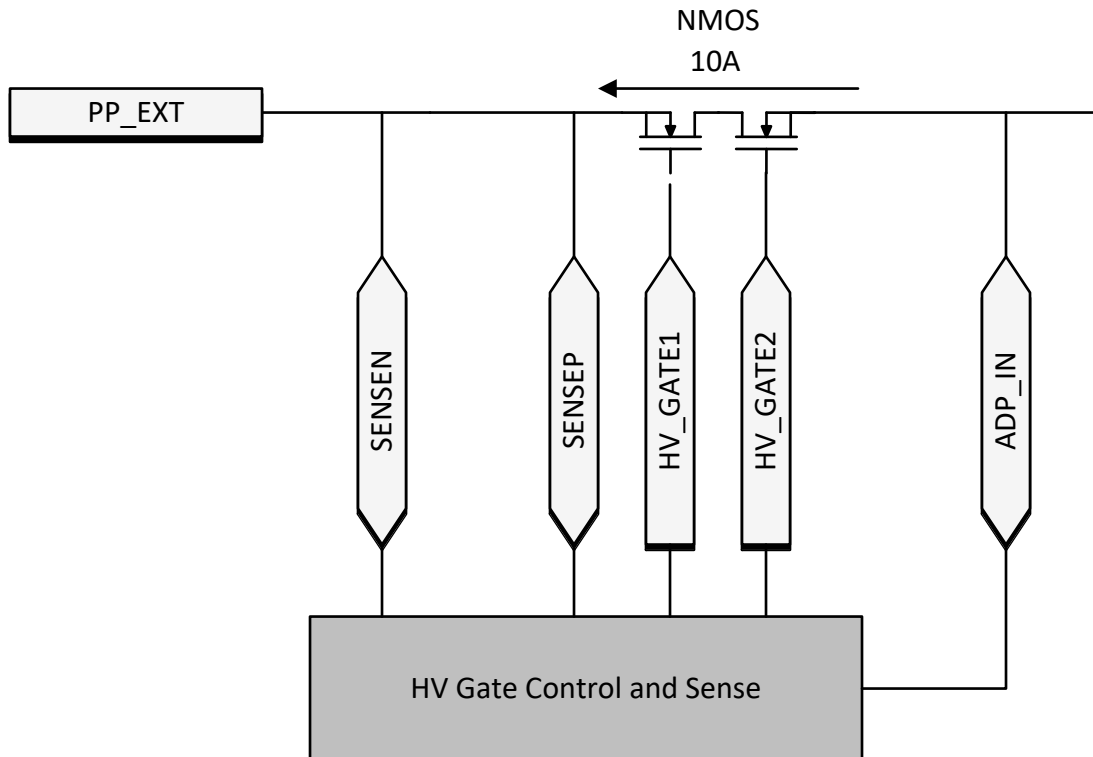 NMOS
10A
PP_EXT
SENSEN
SENSEP
HV_GATE1
HV_GATE2
ADP_IN
HV Gate Control and Sense